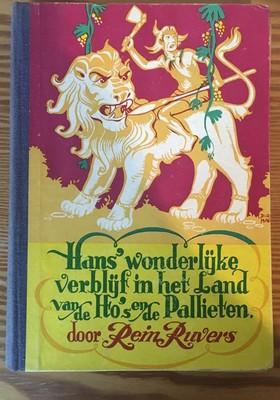 Hans' wonderlijke
verblijf in het Land
van de Ho's en de Pallieten.
door Rein Ruvers